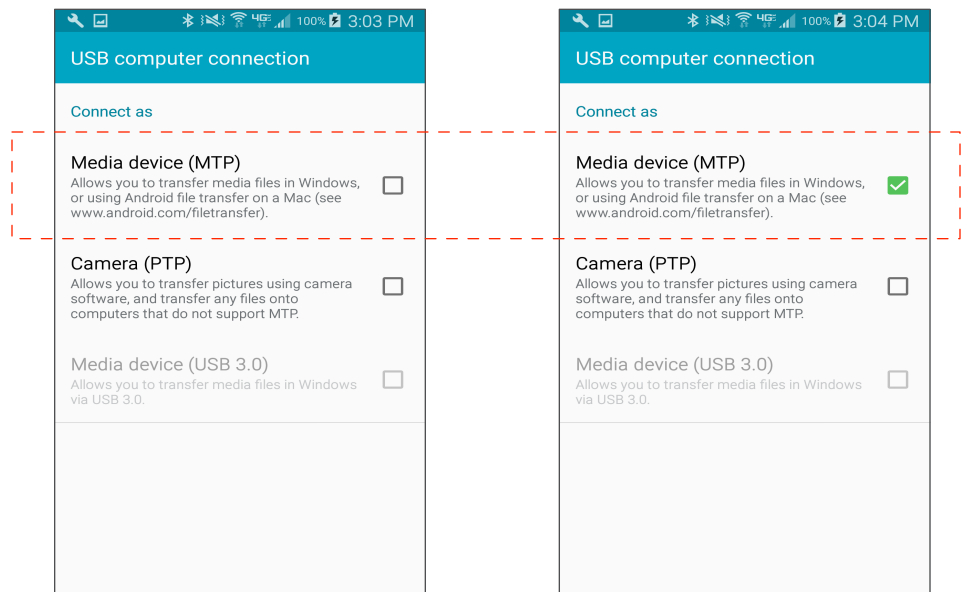 4GE 100% 3:03 PM
USB computer connection
Connect as
Media device (MTP)
Allows you to transfer media files in Windows,
or using Android file transfer on a Mac (see
www.android.com/filetransfer).
Camera (PTP)
Allows you to transfer pictures using camera
software, and transfer any files onto
computers that do not support MTP.
Media device (USB 3.0)
Allows you to transfer media files in Windows
via USB 3.0.
100% 3:04 PM
USB computer connection
Connect as
Media device (MTP)
Allows you to transfer media files in Windows,
or using Android file transfer on a Mac (see
www.android.com/filetransfer).
Camera (PTP)
Allows you to transfer pictures using camera
software, and transfer any files onto
computers that do not support MTP.
Media device (USB 3.0)
Allows you to transfer media files in Windows
via USB 3.0.